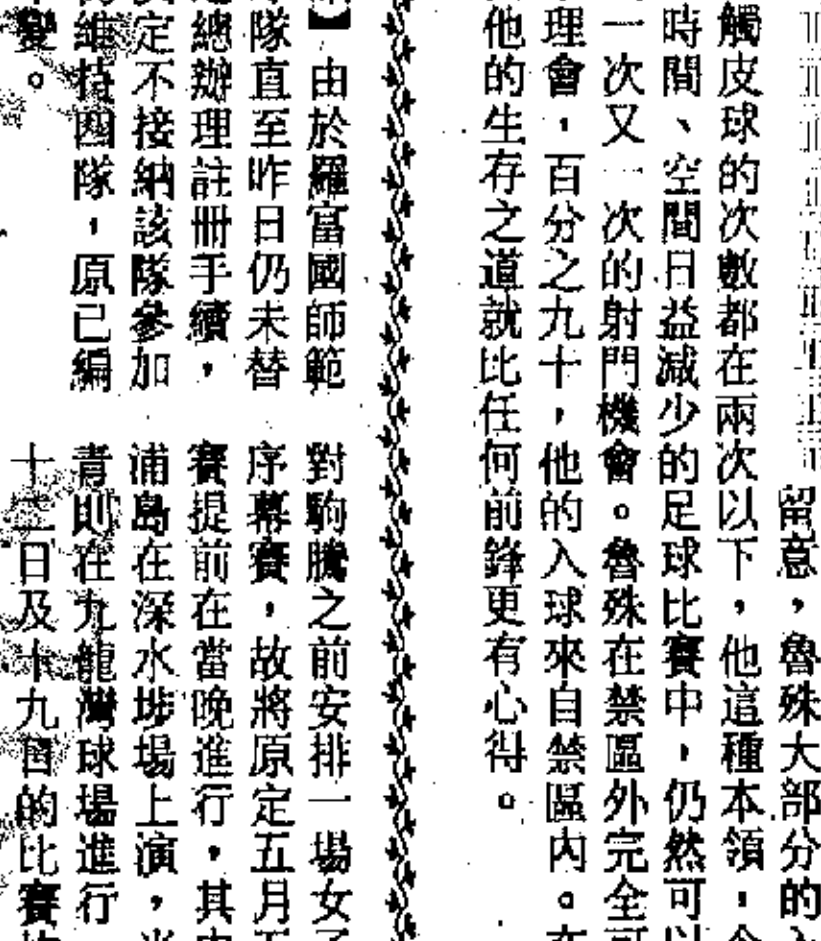 留意，魯殊大部分的入
觸皮球的次數都在兩次以下，他這種本領，令
時間、空間日益減少的足球比賽中，仍然可以
一次又一次的射門機會。魯殊在禁區外完全可
理會，百分之九十，他的入球來自禁區內。在
他的生存之道就比任何前鋒更有心得。
】由於羅富國師範
隊直至昨日仍未替
總辦理註冊手續，
定不接納該隊參加
維持四隊，原已編
變。
對駒騰之前安排一場女子
序幕賽，故將原定五月五
賽提前在當晚進行，其
浦島在深水埗場上演，
青則在九龍灣球場進行
十二日及十九日的比賽